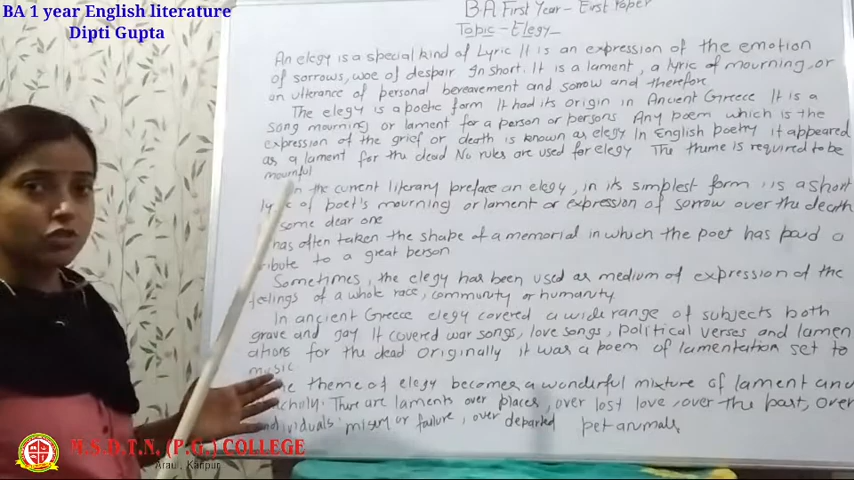 BA 1 year English literature
Dipti Gupta
BA First Year - First Paper
Topic - Elegy
An elegy is a special kind of Lyric It is an expression of the emotion
of sorrows, woe of despair In short. It is a lament, a lyric of mourning, or
an utterance of personal bereavement and sorrow and therefore
The elegy is a poetic form It had its origin in Ancient Greece It is a
song mourning or lament for a person or persons Any poem which is the
expression of the grief or death is known as elegy In English poetry it appeared
as a lament for the dead No rules are used for elegy The theme is required to be
mournful
In the current literary preface an elegy, in its simplest form is a short
of poet's mourning or lament or expression of sorrow over the death
some dear one
has often taken the shape of a memorial in which the poet has paid a
to a great person
Sometimes, the elegy has been used as medium of expression of the
feelings of a whole race, community or humanity
In ancient Greece elegy covered a wide range of subjects both
grave and gay It covered war songs, love songs, political verses and lamen
ations for the dead Originally it was a poem of lamentation set to
music
theme of elegy becomes a wonderful mixture of lament and
There are laments over places, over lost love, over the past, over
misery or failure, over departed pet animals
M.S.D.T.N. (P.G.) COLLEGE
Araul, Kanpur